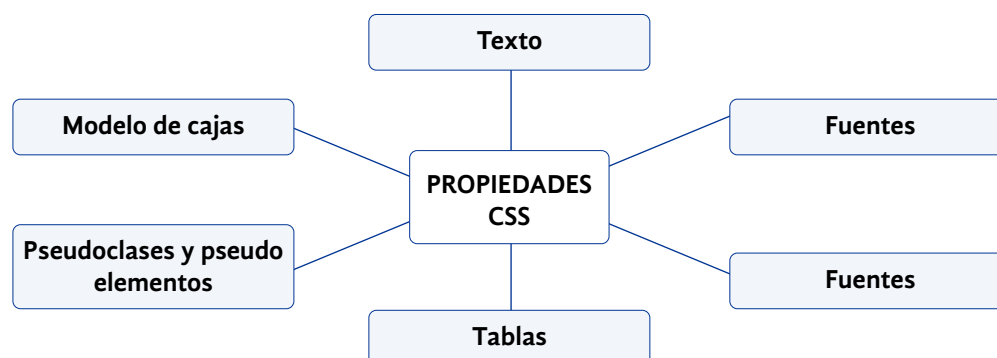 Texto
Modelo de cajas
Fuentes
PROPIEDADES
CSS
Pseudoclases y pseudo
elementos
Fuentes
Tablas